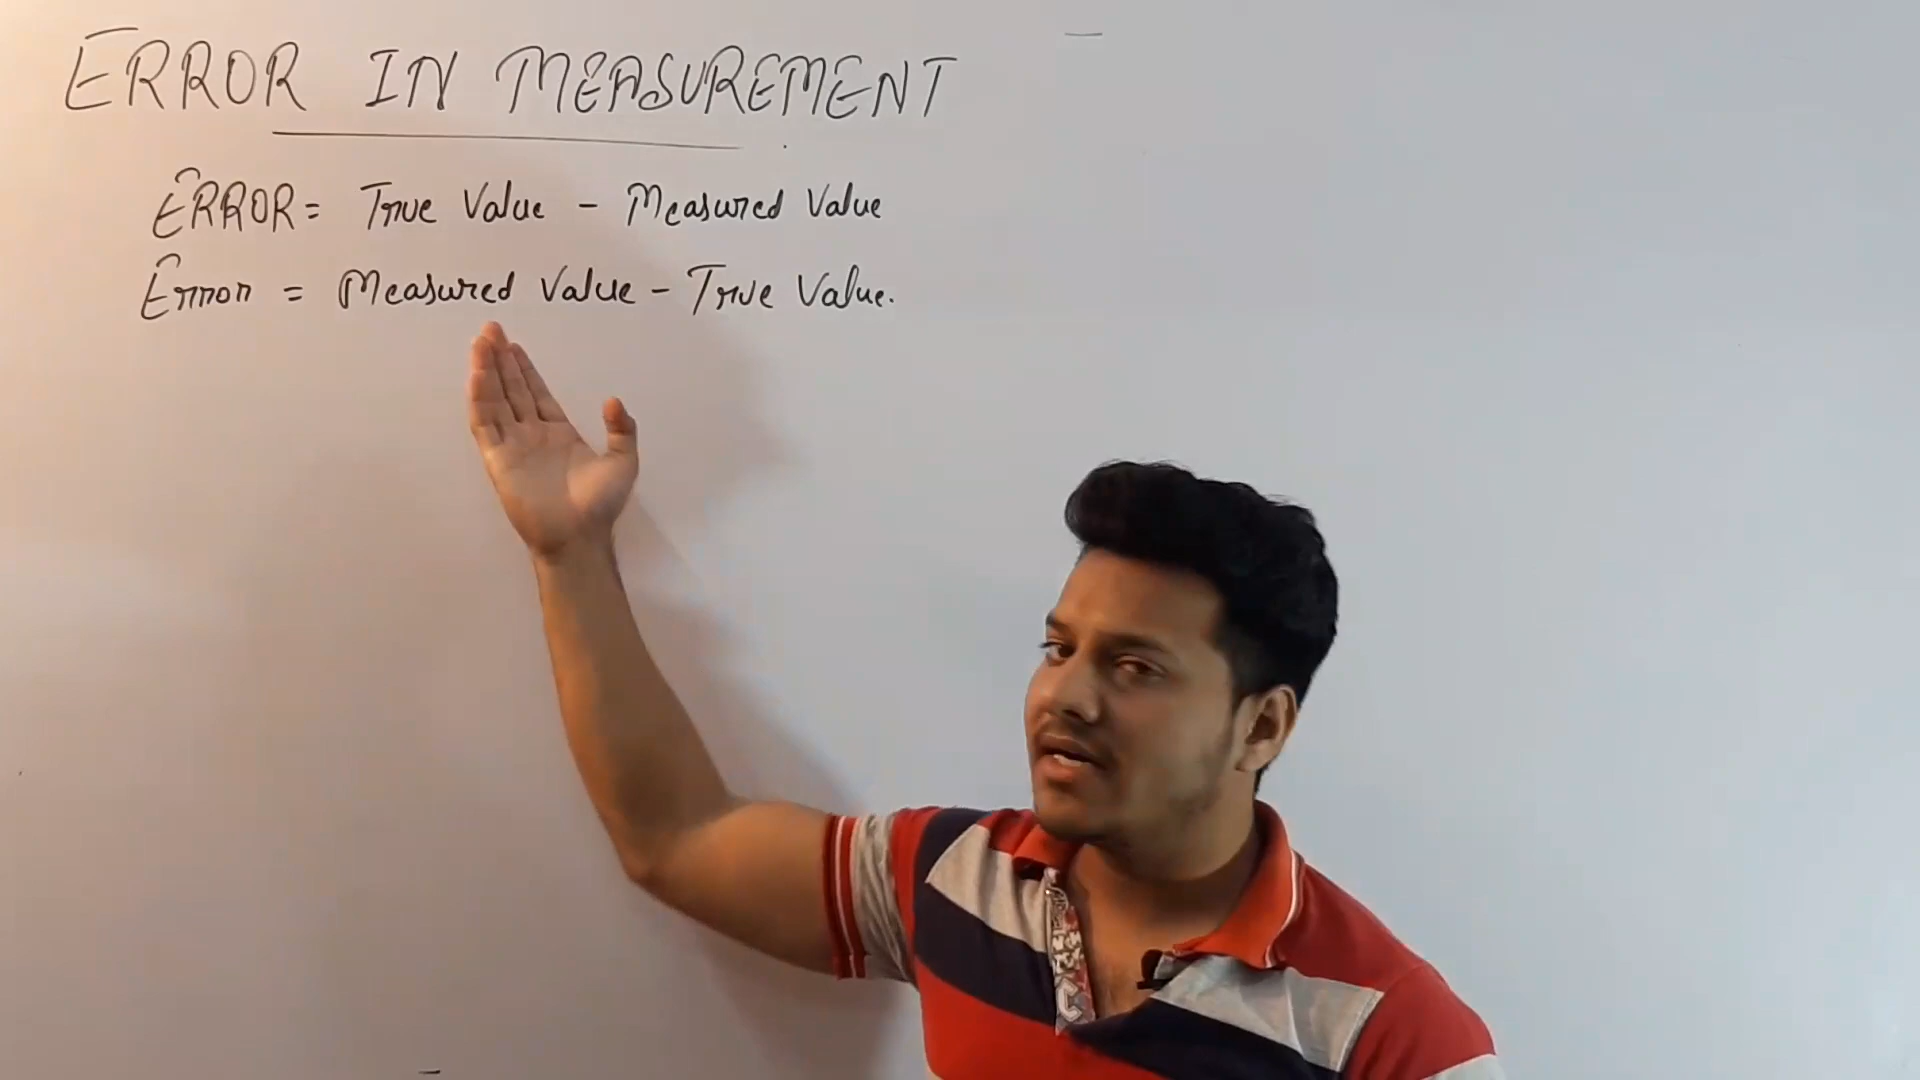 ERROR IN MEASUREMENT
ERROR = True Value - Measured Value
Error = Measured Value - True Value.